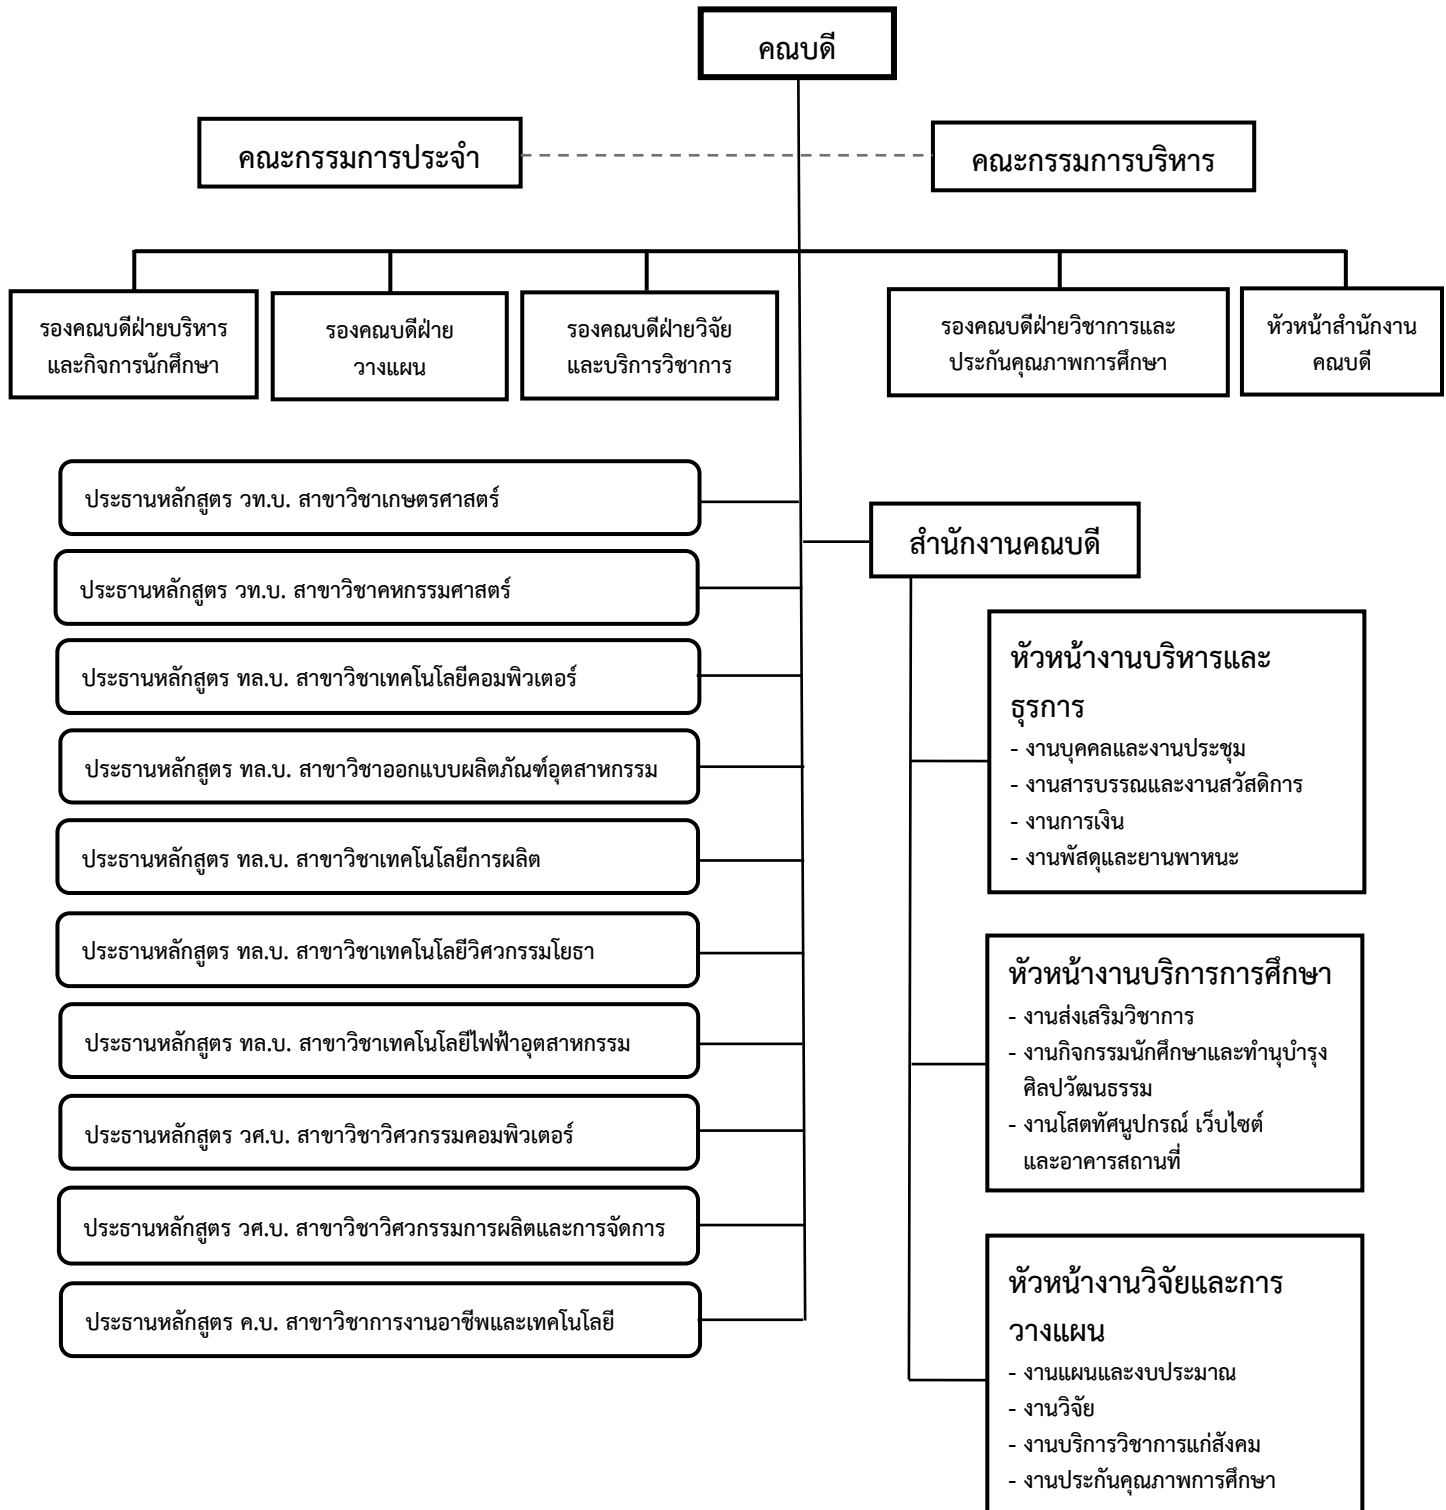 คณบดี
คณะกรรมการประจำ
คณะกรรมการบริหาร
รองคณบดีฝ่ายบริหาร
และกิจการนักศึกษา
รองคณบดีฝ่าย
วางแผน
รองคณบดีฝ่ายวิจัย
และบริการวิชาการ
รองคณบดีฝ่ายวิชาการและ
ประกันคุณภาพการศึกษา
หัวหน้าสำนักงาน
คณบดี
ประธานหลักสูตร วท.บ. สาขาวิชาเกษตรศาสตร์
ประธานหลักสูตร วท.บ. สาขาวิชาคหกรรมศาสตร์
ประธานหลักสูตร ทล.บ. สาขาวิชาเทคโนโลยีคอมพิวเตอร์
ประธานหลักสูตร ทล.บ. สาขาวิชาออกแบบผลิตภัณฑ์อุตสาหกรรม
ประธานหลักสูตร ทล.บ. สาขาวิชาเทคโนโลยีการผลิต
ประธานหลักสูตร ทล.บ. สาขาวิชาเทคโนโลยีวิศวกรรมโยธา
ประธานหลักสูตร ทล.บ. สาขาวิชาเทคโนโลยีไฟฟ้าอุตสาหกรรม
ประธานหลักสูตร วศ.บ. สาขาวิชาวิศวกรรมคอมพิวเตอร์
ประธานหลักสูตร วศ.บ. สาขาวิชาวิศวกรรมการผลิตและการจัดการ
ประธานหลักสูตร ค.บ. สาขาวิชาการงานอาชีพและเทคโนโลยี
สำนักงานคณบดี
หัวหน้างานบริหารและ
ธุรการ
- งานบุคคลและงานประชุม
- งานสารบรรณและงานสวัสดิการ
- งานการเงิน
- งานพัสดุและยานพาหนะ
หัวหน้างานบริการการศึกษา
- งานส่งเสริมวิชาการ
- งานกิจกรรมนักศึกษาและทำนุบำรุง
ศิลปวัฒนธรรม
- งานโสตทัศนูปกรณ์ เว็บไซต์
และอาคารสถานที่
หัวหน้างานวิจัยและการ
วางแผน
- งานแผนและงบประมาณ
- งานวิจัย
- งานบริการวิชาการแก่สังคม
- งานประกันคุณภาพการศึกษา